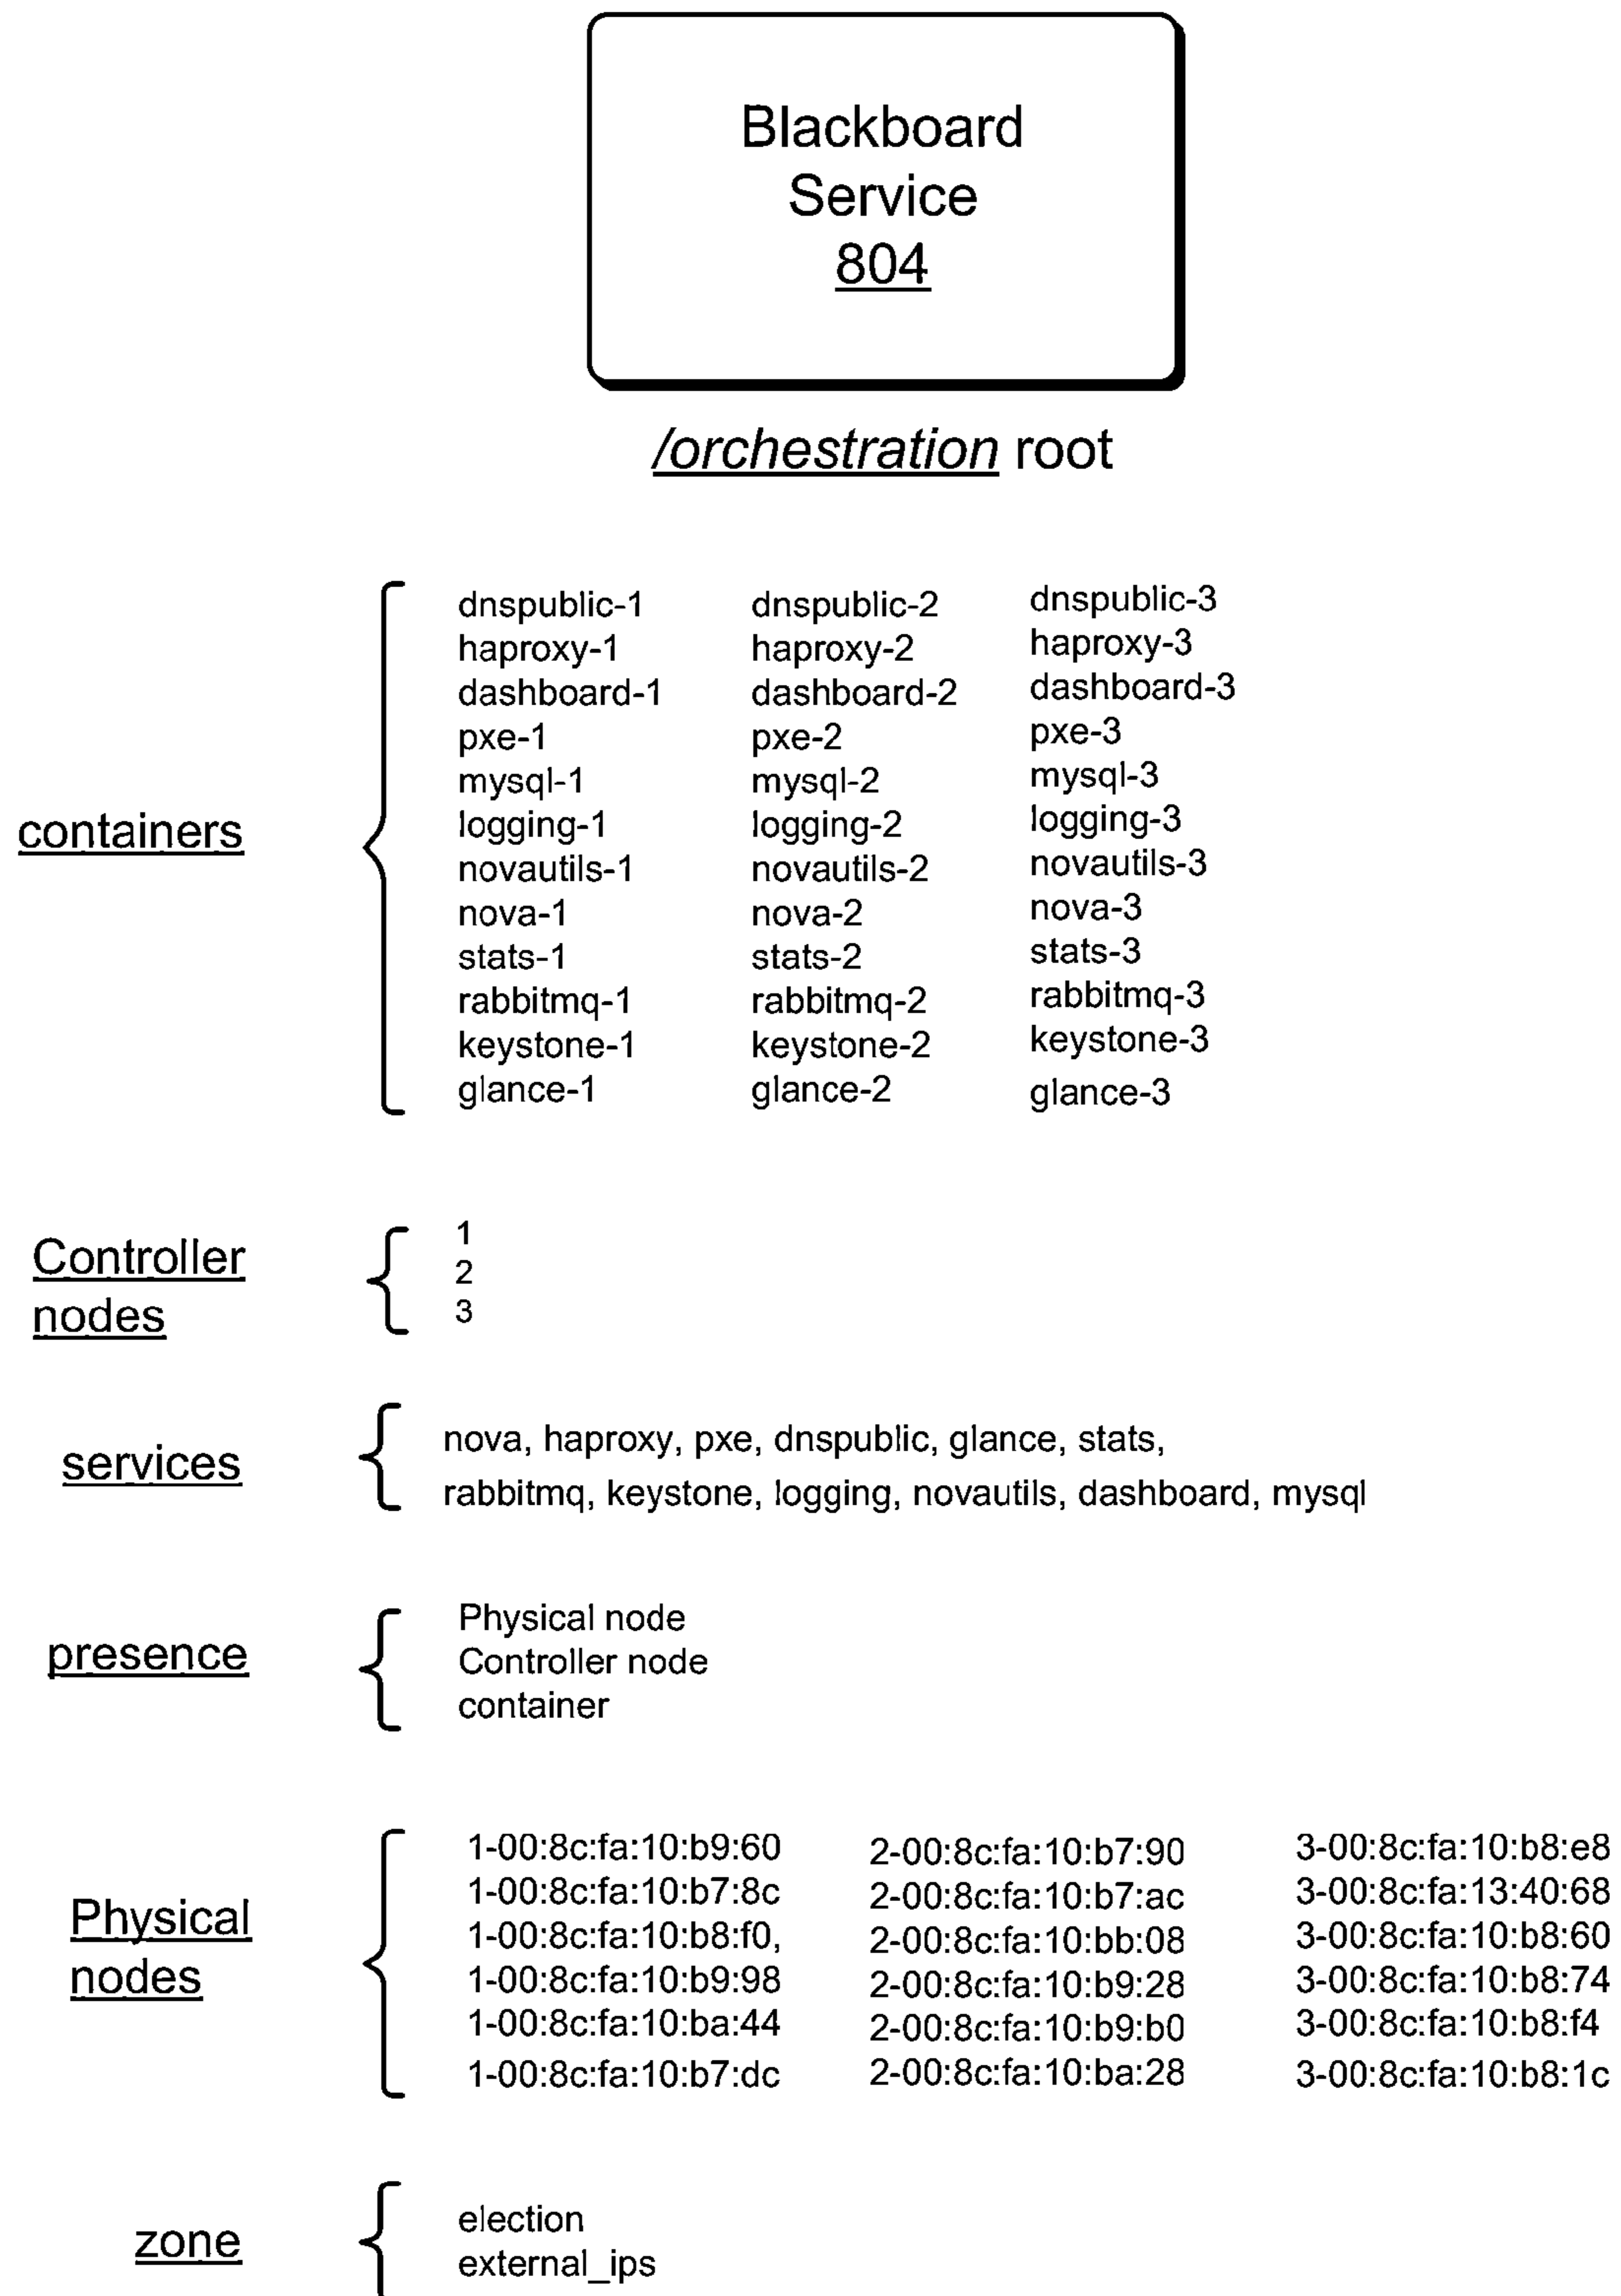 Blackboard
Service
804
/orchestration root
containers
dnspublic-1 dnspublic-2 dnspublic-3
haproxy-1 haproxy-2 haproxy-3
dashboard-1 dashboard-2 dashboard-3
pxe-1 pxe-2 pxe-3
mysql-1 mysql-2 mysql-3
logging-1 logging-2 logging-3
novautils-1 novautils-2 novautils-3
nova-1 nova-2 nova-3
stats-1 stats-2 stats-3
rabbitmq-1 rabbitmq-2 rabbitmq-3
keystone-1 keystone-2 keystone-3
glance-1 glance-2 glance-3
Controller
nodes
1
2
3
services
nova, haproxy, pxe, dnspublic, glance, stats,
rabbitmq, keystone, logging, novautils, dashboard, mysql
presence
Physical node
Controller node
container
Physical
nodes
1-00:8c:fa:10:b9:60 2-00:8c:fa:10:b7:90 3-00:8c:fa:10:b8:e8
1-00:8c:fa:10:b7:8c 2-00:8c:fa:10:b7:ac 3-00:8c:fa:13:40:68
1-00:8c:fa:10:b8:f0, 2-00:8c:fa:10:bb:08 3-00:8c:fa:10:b8:60
1-00:8c:fa:10:b9:98 2-00:8c:fa:10:b9:28 3-00:8c:fa:10:b8:74
1-00:8c:fa:10:ba:44 2-00:8c:fa:10:b9:b0 3-00:8c:fa:10:b8:f4
1-00:8c:fa:10:b7:dc 2-00:8c:fa:10:ba:28 3-00:8c:fa:10:b8:1c
zone
election
external_ips